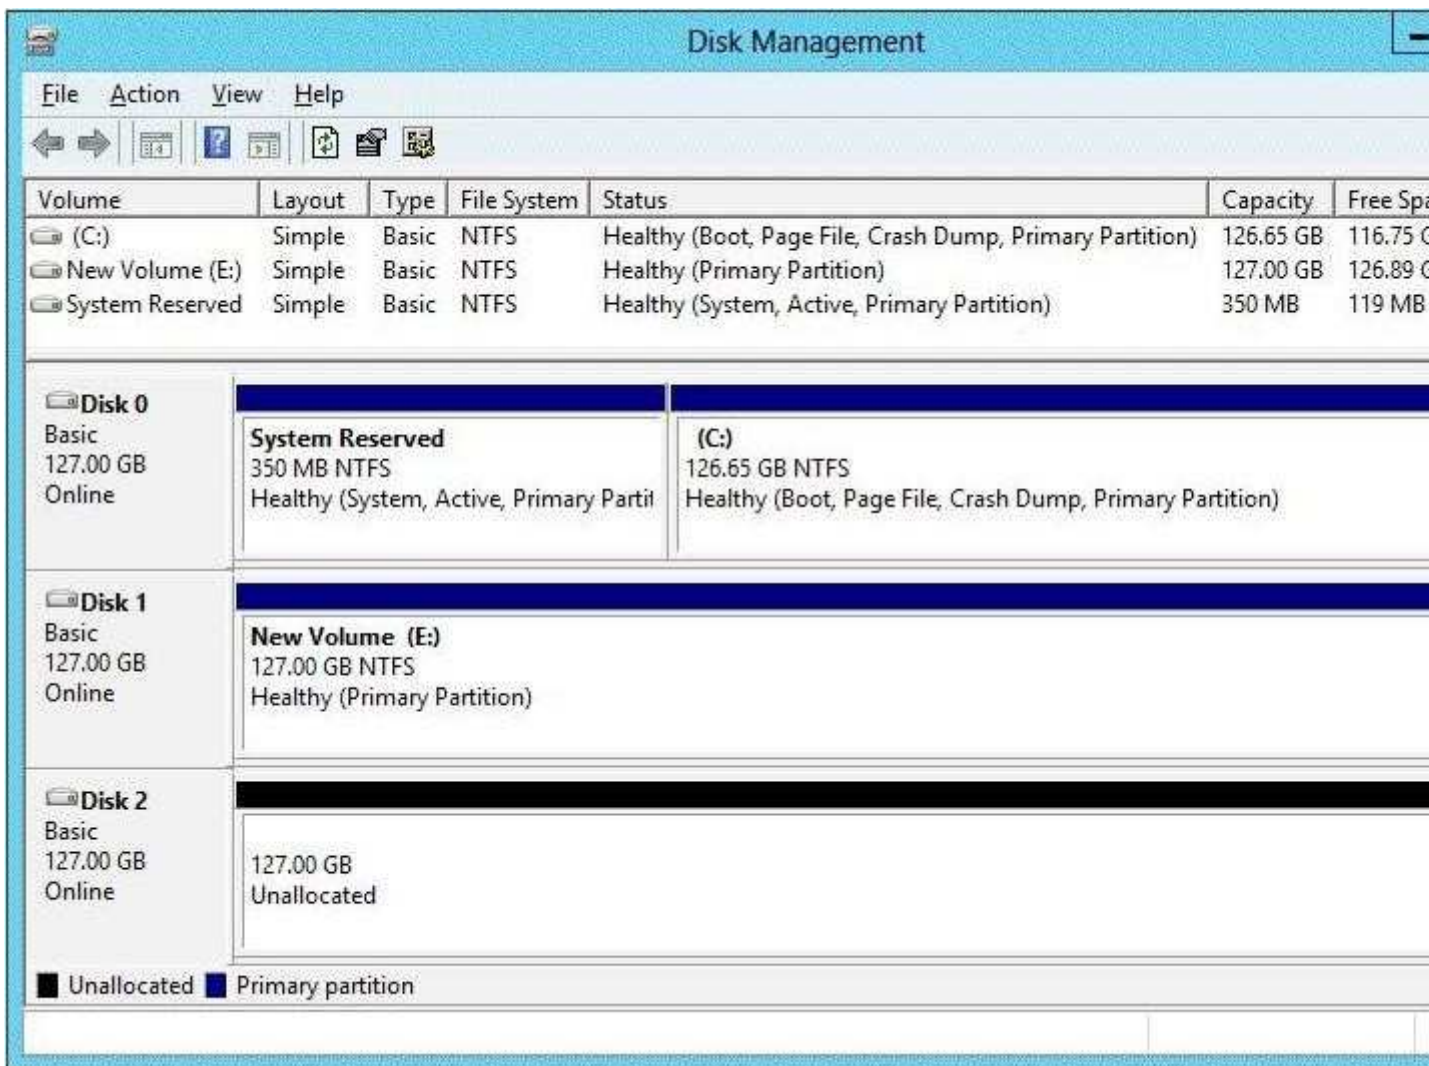 Disk Management
File Action View Help
Volume Layout Type File System Status Capacity Free Spa
(C:) Simple Basic NTFS Healthy (Boot, Page File, Crash Dump, Primary Partition) 126.65 GB 116.75 G
New Volume (E:) Simple Basic NTFS Healthy (Primary Partition) 127.00 GB 126.89 G
System Reserved Simple Basic NTFS Healthy (System, Active, Primary Partition) 350 MB 119 MB
Disk 0
Basic
127.00 GB
Online
System Reserved
350 MB NTFS
Healthy (System, Active, Primary Partit
(C:)
126.65 GB NTFS
Healthy (Boot, Page File, Crash Dump, Primary Partition)
Disk 1
Basic
127.00 GB
Online
New Volume (E:)
127.00 GB NTFS
Healthy (Primary Partition)
Disk 2
Basic
127.00 GB
Online
127.00 GB
Unallocated
Unallocated Primary partition